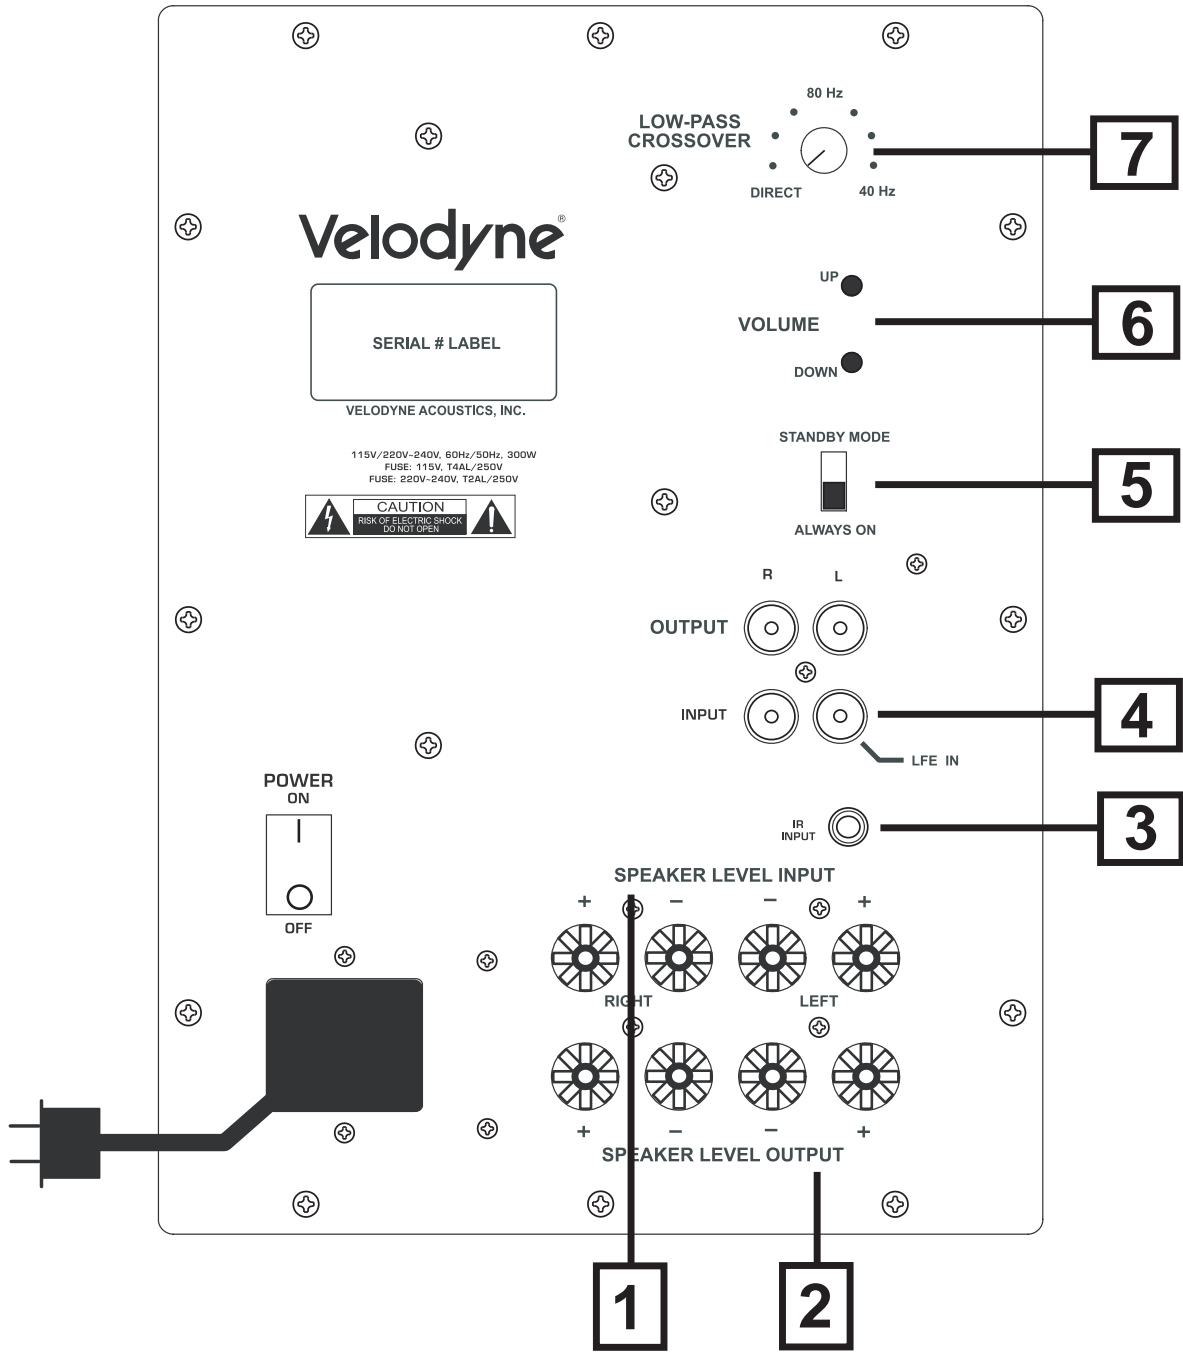 80 Hz
LOW-PASS
CROSSOVER
DIRECT
40 Hz
7
Velodyne®
UP
VOLUME
DOWN
6
SERIAL # LABEL
VELODYNE ACOUSTICS, INC.
115V/220V~240V, 60Hz/50Hz, 300W
FUSE: 115V, T4AL/250V
FUSE: 220V~240V, T2AL/250V
CAUTION
RISK OF ELECTRIC SHOCK
DO NOT OPEN
STANDBY MODE
ALWAYS ON
5
R L
OUTPUT
INPUT
LFE IN
4
IR
INPUT
3
POWER
ON
OFF
SPEAKER LEVEL INPUT
+ − − +
RIGHT LEFT
+ − − +
SPEAKER LEVEL OUTPUT
1
2